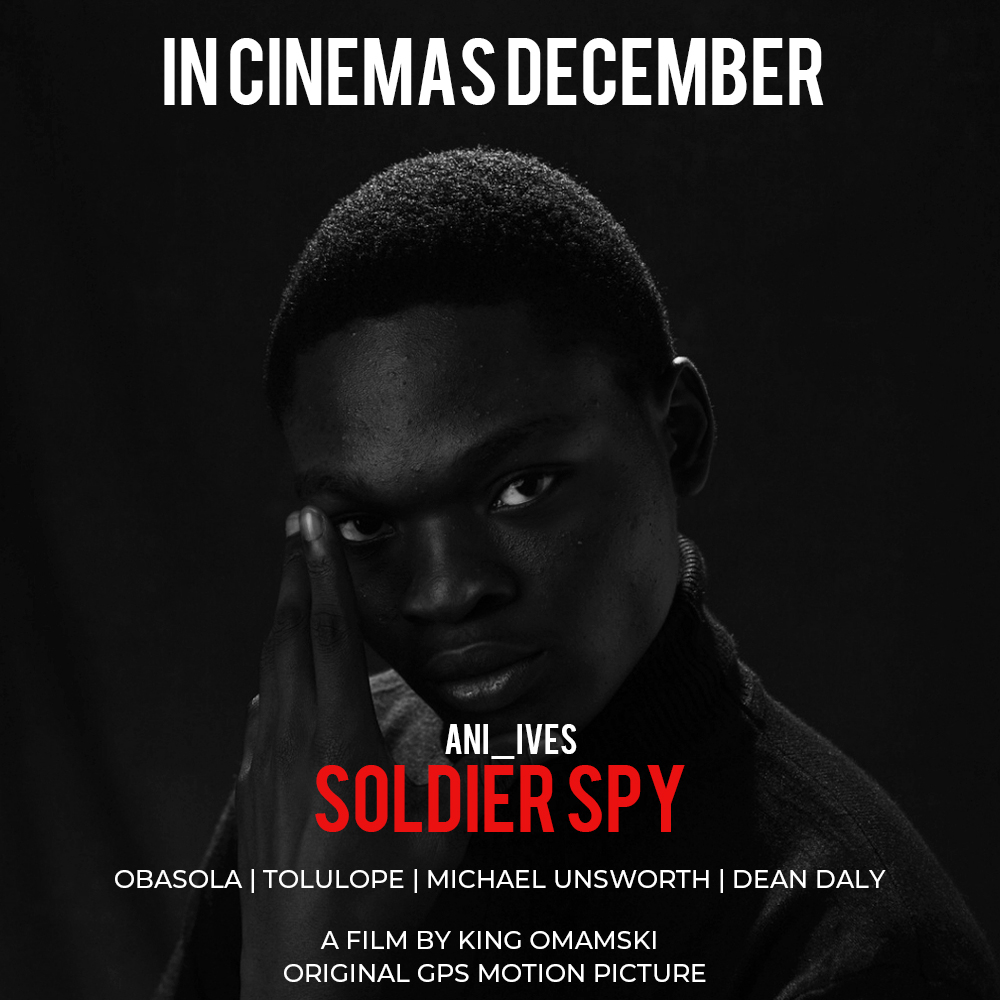 IN CINEMAS DECEMBER
ANI_IVES
SOLDIER SPY
OBASOLA | TOLULOPE | MICHAEL UNSWORTH | DEAN DALY
A FILM BY KING OMAMSKI
ORIGINAL GPS MOTION PICTURE